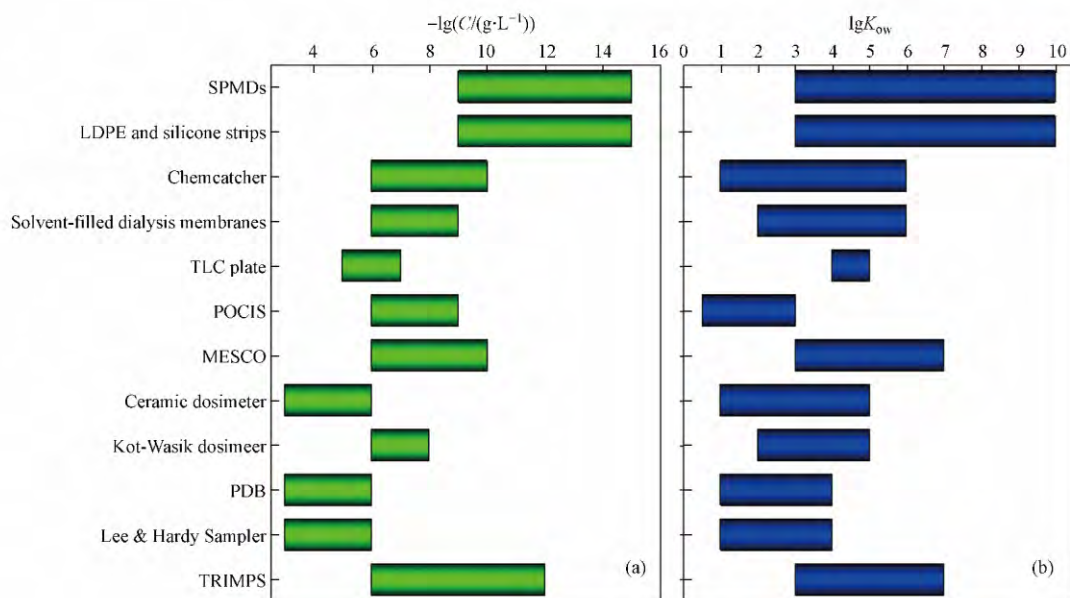 −lg(C/(g·L⁻¹))
lgK_ow
4 6 8 10 12 14 16
0 1 2 3 4 5 6 7 8 9 10
SPMDs
LDPE and silicone strips
Chemcatcher
Solvent-filled dialysis membranes
TLC plate
POCIS
MESCO
Ceramic dosimeter
Kot-Wasik dosimeer
PDB
Lee & Hardy Sampler
TRIMPS
(a)
(b)